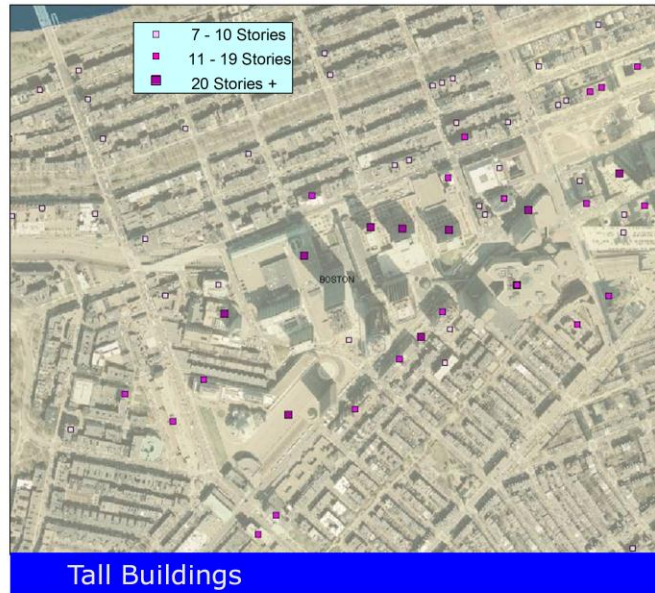 7 - 10 Stories
11 - 19 Stories
20 Stories +
BOSTON
Tall Buildings